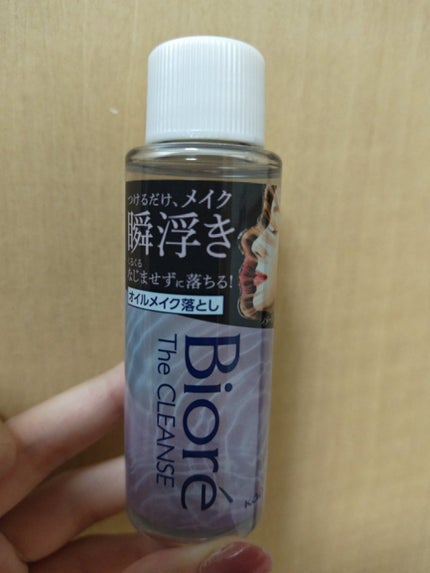 つけるだけ、メイク
瞬浮き
くるくる
なじませずに落ちる!
オイルメイク落とし
Bioré
The CLEANSE